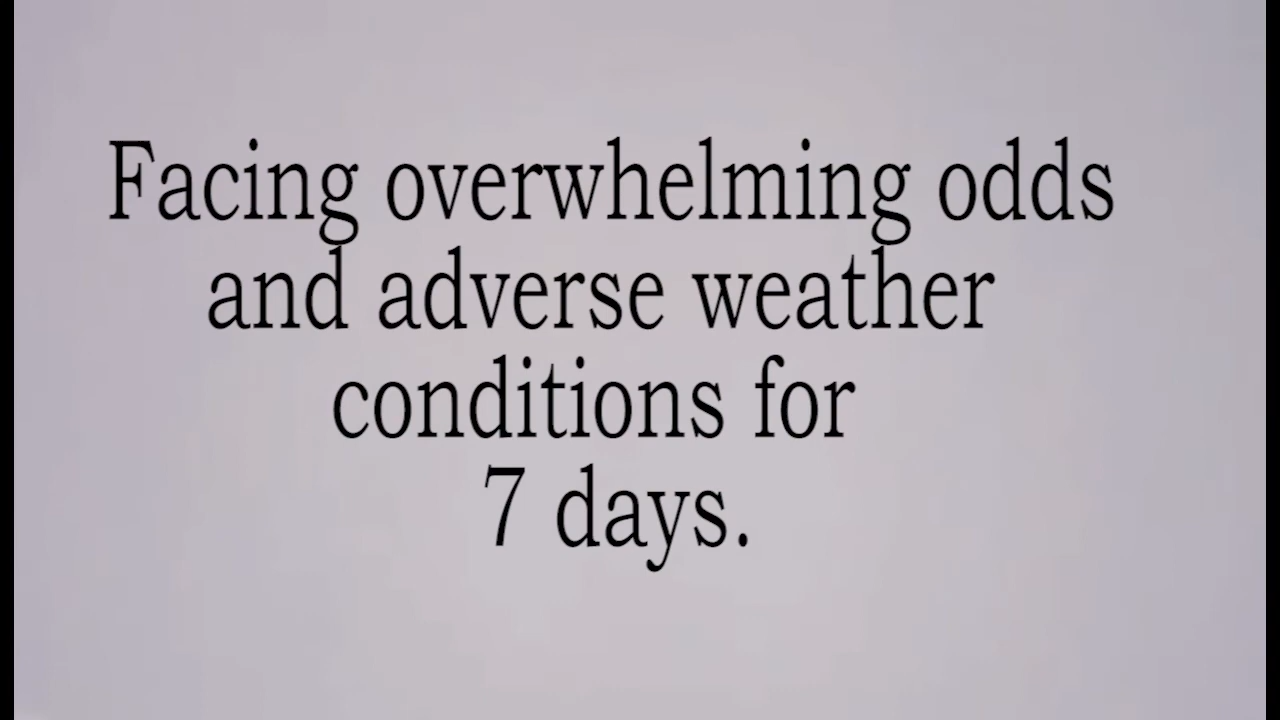 Facing overwhelming odds
and adverse weather
conditions for
7 days.